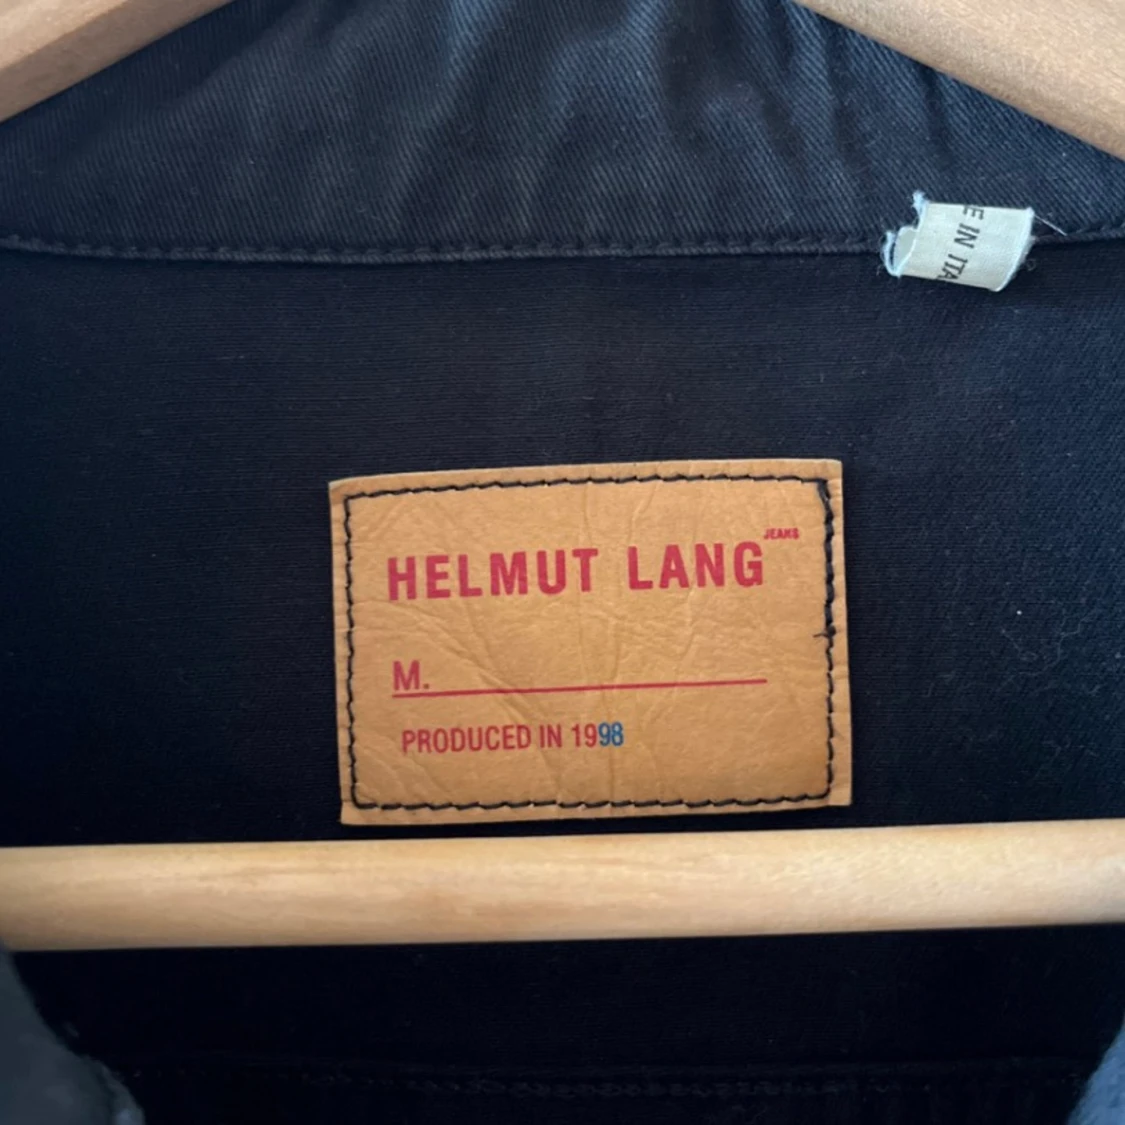 E IN ITA
JEANS
HELMUT LANG
M.
PRODUCED IN 1998